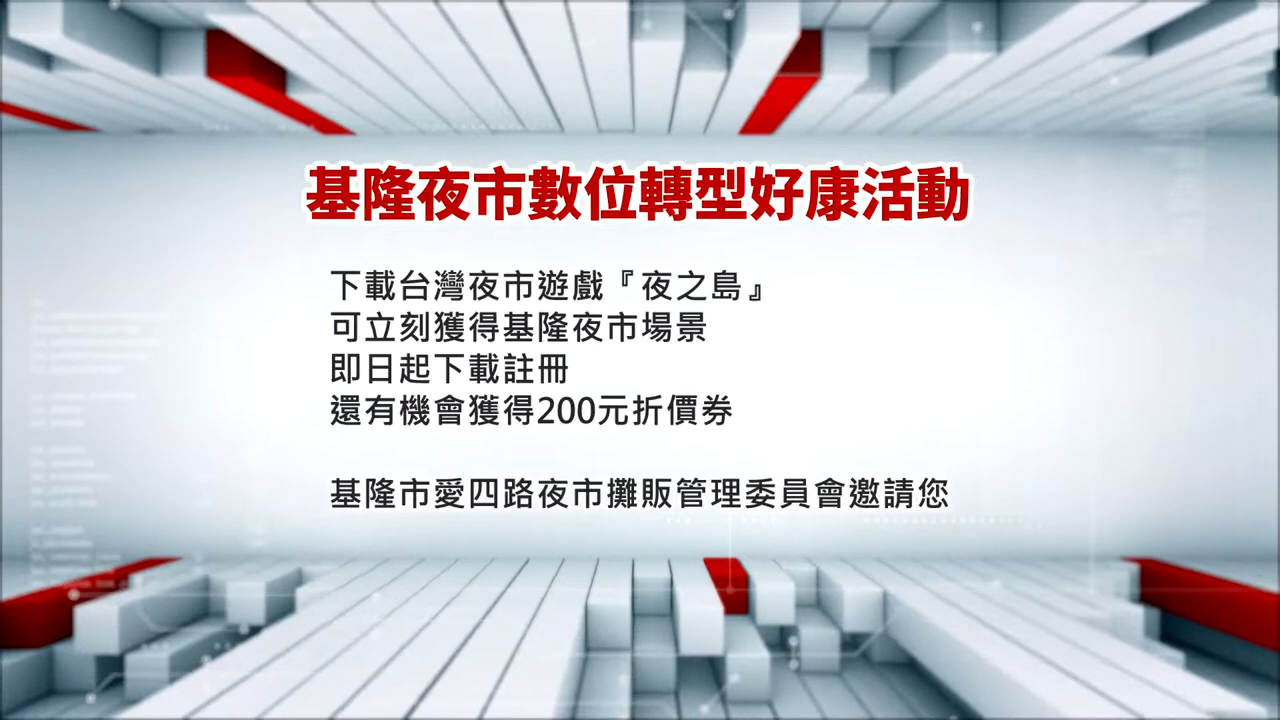 基隆夜市數位轉型好康活動
下載台灣夜市遊戲『夜之島』
可立刻獲得基隆夜市場景
即日起下載註冊
還有機會獲得200元折價券
基隆市愛四路夜市攤販管理委員會邀請您